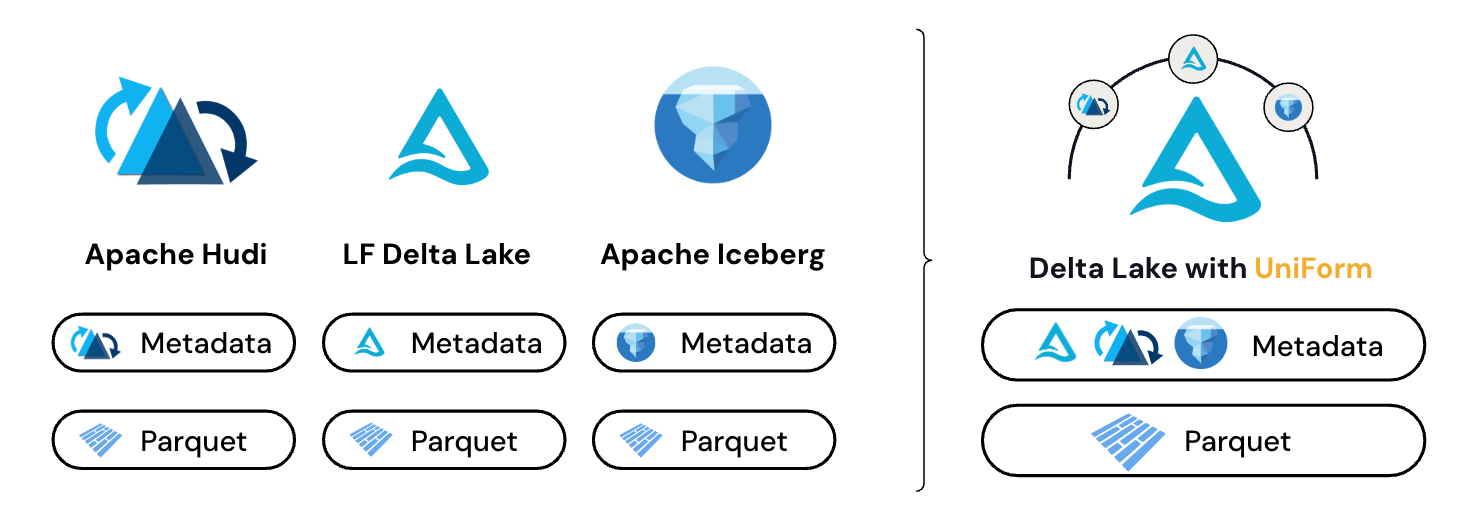 Apache Hudi
LF Delta Lake
Apache Iceberg
Metadata
Metadata
Metadata
Parquet
Parquet
Parquet
Delta Lake with UniForm
Metadata
Parquet